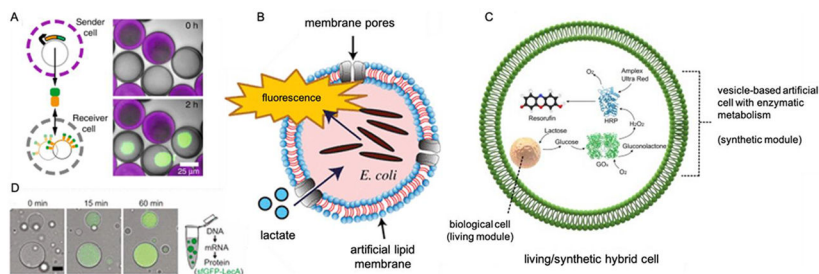 A
Sender
cell
Receiver
cell
0 h
2 h
25 µm
D
0 min
15 min
60 min
DNA
mRNA
Protein
(sfGFP-LecA)
B
membrane pores
fluorescence
E. coli
lactate
artificial lipid
membrane
C
O₂
Amplex
Ultra Red
Resorufin
HRP
H₂O₂
Lactose
Glucose
GOₓ
Gluconolactone
O₂
biological cell
(living module)
living/synthetic hybrid cell
vesicle-based artificial
cell with enzymatic
metabolism
(synthetic module)